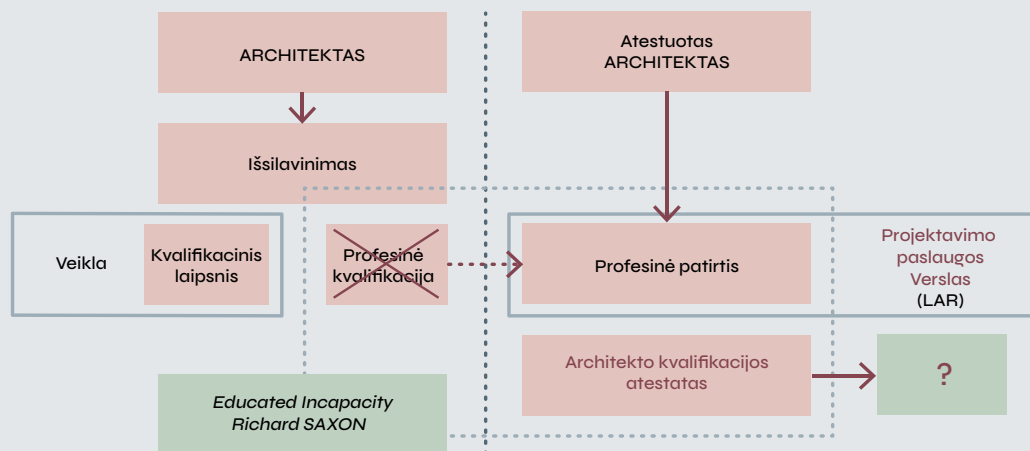 ARCHITEKTAS
Atestuotas
ARCHITEKTAS
Išsilavinimas
Veikla
Kvalifikacinis
laipsnis
Profesinė
kvalifikacija
Profesinė patirtis
Projektavimo
paslaugos
Verslas
(LAR)
Architekto kvalifikacijos
atestatas
?
Educated Incapacity
Richard SAXON